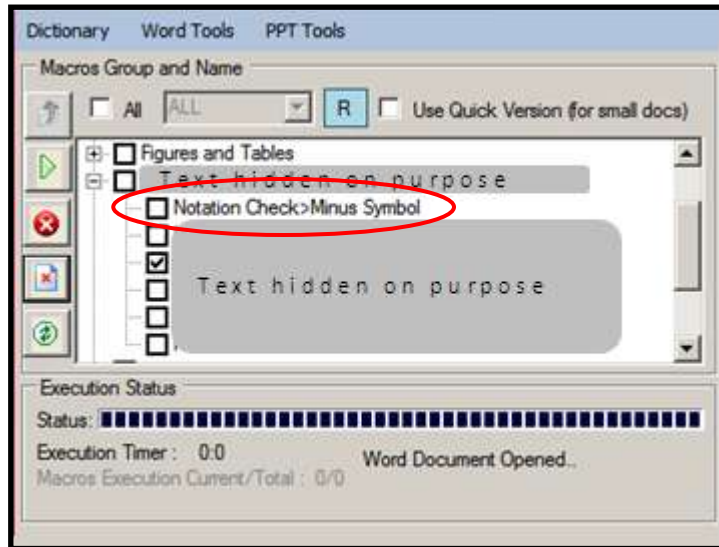 Dictionary Word Tools PPT Tools
Macros Group and Name
All ALL R Use Quick Version (for small docs)
Figures and Tables
Text hidden on purpose
Notation Check>Minus Symbol
Text hidden on purpose
Execution Status
Status:
Execution Timer : 0:0 Word Document Opened..
Macros Execution Current/Total : 0/0